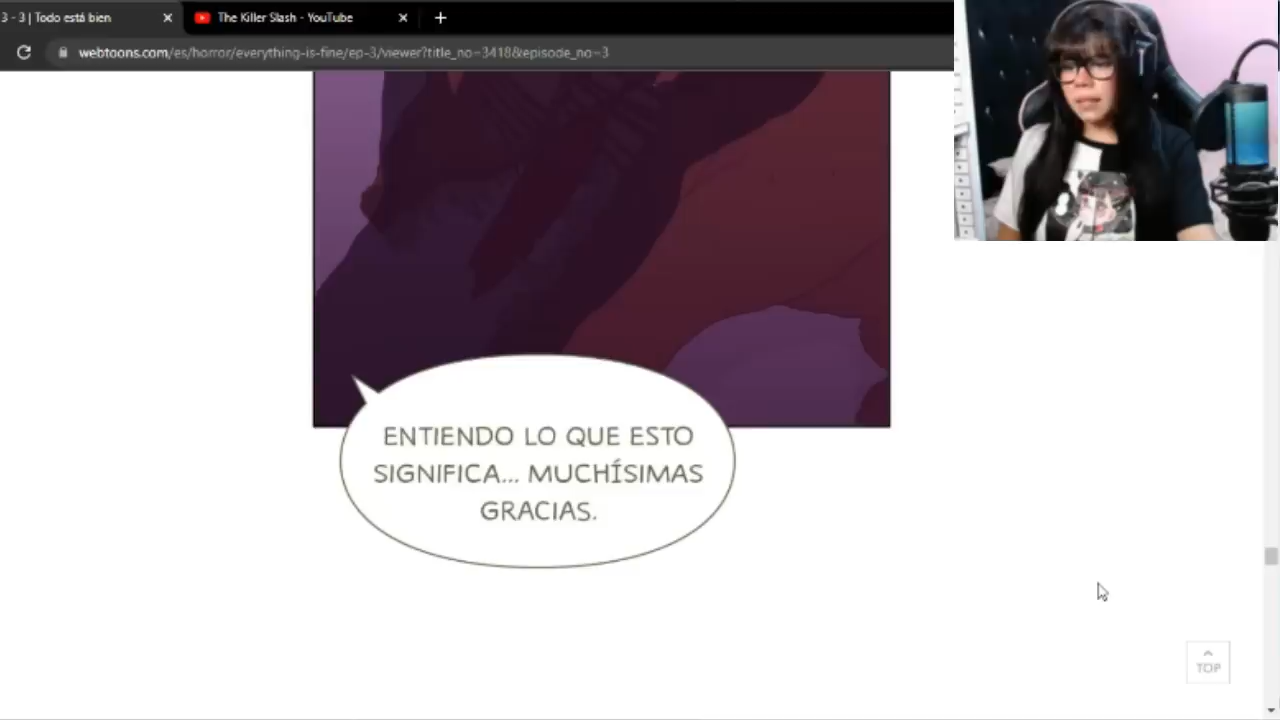 3 - 3 | Todo está bien
The Killer Slash - YouTube
webtoons.com/es/horror/everything-is-fine/ep-3/viewer?title_no=3418&episode_no=3
ENTIENDO LO QUE ESTO
SIGNIFICA... MUCHÍSIMAS
GRACIAS.
TOP